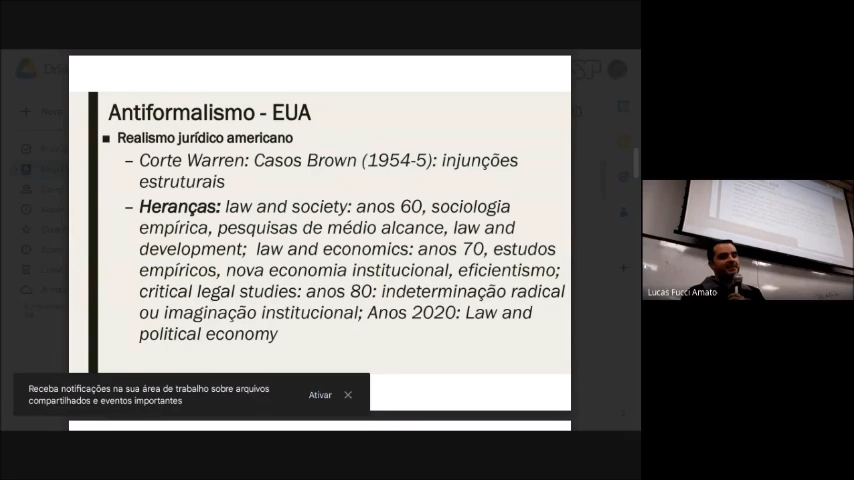 Antiformalismo - EUA
■ Realismo jurídico americano
– Corte Warren: Casos Brown (1954-5): injunções
estruturais
– Heranças: law and society: anos 60, sociologia
empírica, pesquisas de médio alcance, law and
development; law and economics: anos 70, estudos
empíricos, nova economia institucional, eficientismo;
critical legal studies: anos 80: indeterminação radical
ou imaginação institucional; Anos 2020: Law and
political economy
Receba notificações na sua área de trabalho sobre arquivos
compartilhados e eventos importantes
Ativar
Lucas Fucci Amato